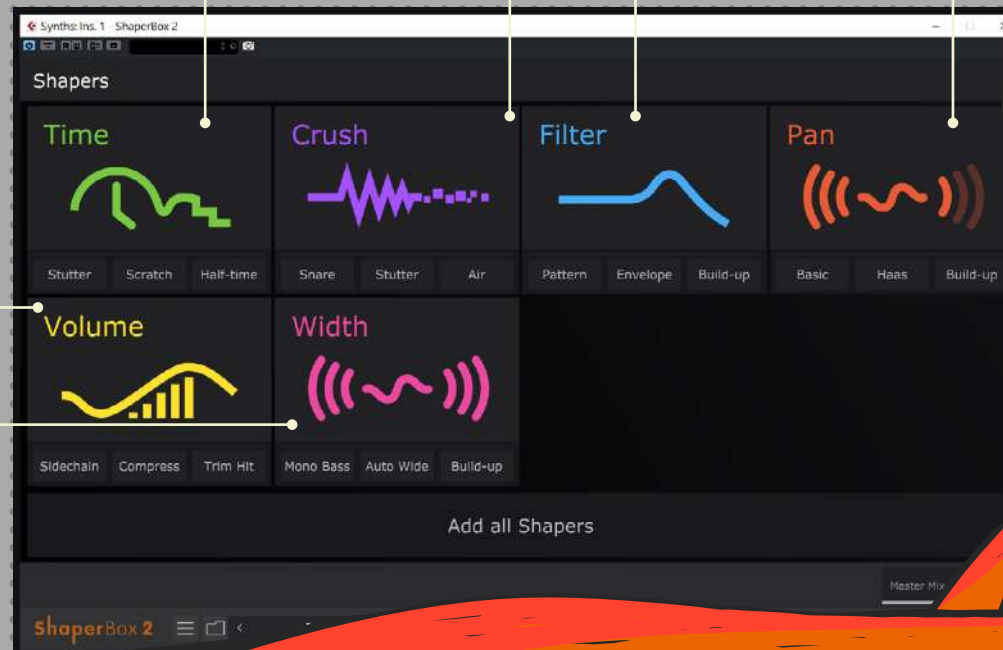 Synths: Ins. 1 - ShaperBox 2
Shapers
Time
Crush
Filter
Pan
Stutter Scratch Half-time
Snare Stutter Air
Pattern Envelope Build-up
Basic Haas Build-up
Volume
Width
Sidechain Compress Trim Hit
Mono Bass Auto Wide Build-up
Add all Shapers
Master Mix
ShaperBox 2